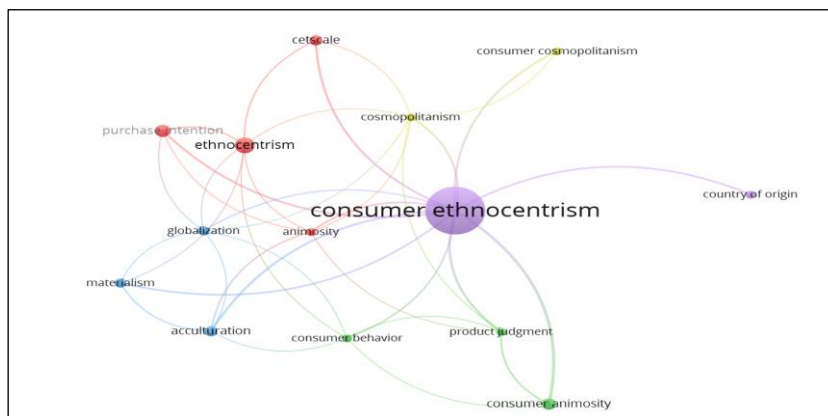 cetscale
consumer cosmopolitanism
cosmopolitanism
purchase intention
ethnocentrism
country of origin
consumer ethnocentrism
globalization
animosity
materialism
acculturation
consumer behavior
product judgment
consumer animosity